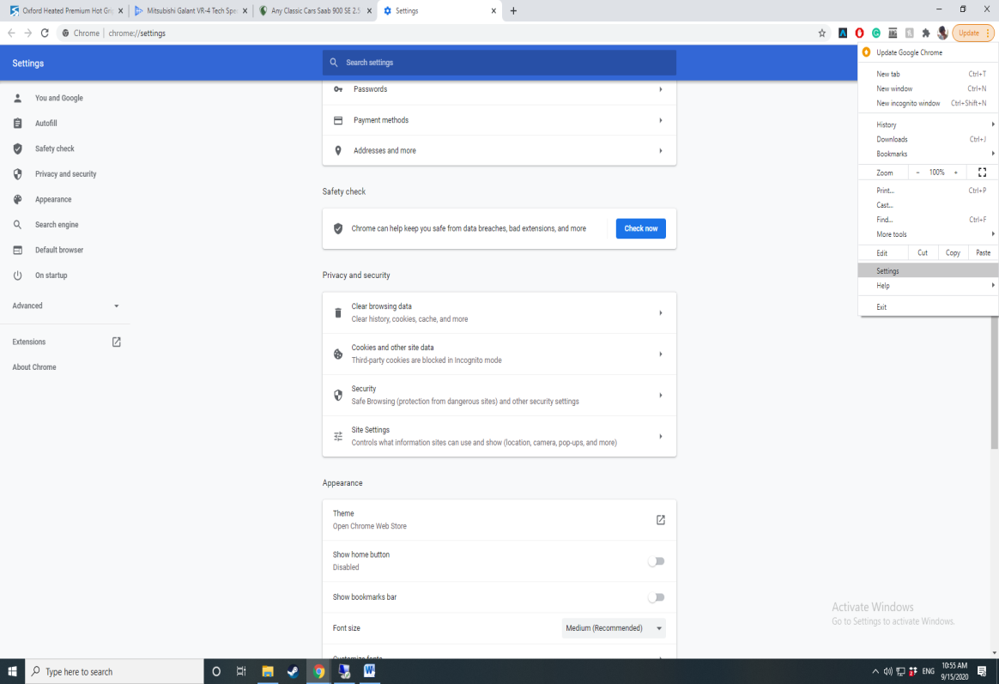 Oxford Heated Premium Hot Gri
Mitsubishi Galant VR-4 Tech Spe
Any Classic Cars Saab 900 SE 2.5
Settings
Chrome | chrome://settings
Update
Settings
Search settings
You and Google
Autofill
Safety check
Privacy and security
Appearance
Search engine
Default browser
On startup
Advanced
Extensions
About Chrome
Passwords
Payment methods
Addresses and more
Safety check
Chrome can help keep you safe from data breaches, bad extensions, and more
Check now
Privacy and security
Clear browsing data
Clear history, cookies, cache, and more
Cookies and other site data
Third-party cookies are blocked in Incognito mode
Security
Safe Browsing (protection from dangerous sites) and other security settings
Site Settings
Controls what information sites can use and show (location, camera, pop-ups, and more)
Appearance
Theme
Open Chrome Web Store
Show home button
Disabled
Show bookmarks bar
Font size
Medium (Recommended)
Customize fonts
Update Google Chrome
New tab Ctrl+T
New window Ctrl+N
New incognito window Ctrl+Shift+N
History
Downloads Ctrl+J
Bookmarks
Zoom - 100% +
Print... Ctrl+P
Cast...
Find... Ctrl+F
More tools
Edit Cut Copy Paste
Settings
Help
Exit
Activate Windows
Go to Settings to activate Windows.
Type here to search
ENG
10:55 AM
9/15/2020